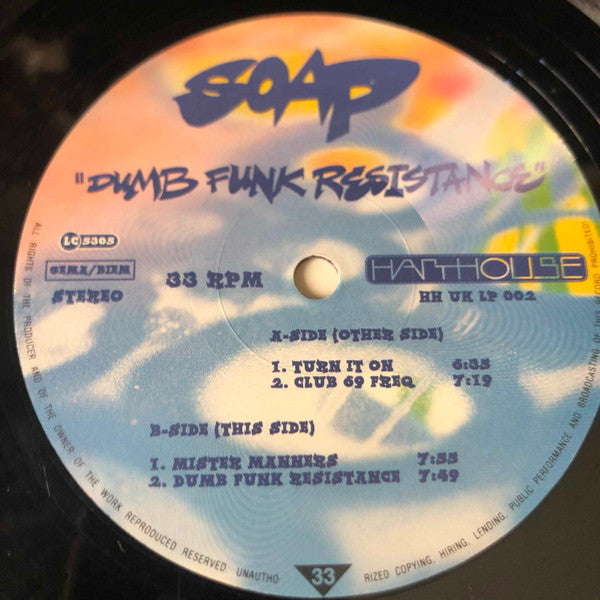 SOAP
"DUMB FUNK RESISTANCE"
LC 5305
GEMA/BIEM
STEREO
33 RPM
HARTHOUSE
HH UK LP 002
A-SIDE (OTHER SIDE)
1. TURN IT ON 6:35
2. CLUB 69 FREQ 7:19
B-SIDE (THIS SIDE)
1. MISTER MANNERS 7:55
2. DUMB FUNK RESISTANCE 7:49
ALL RIGHTS OF THE PRODUCER AND OF THE OWNER OF THE WORK REPRODUCED RESERVED. UNAUTHO
33
RIZED COPYING, HIRING, LENDING, PUBLIC PERFORMANCE AND BROADCASTING OF THIS RECORD PROHIBITED!